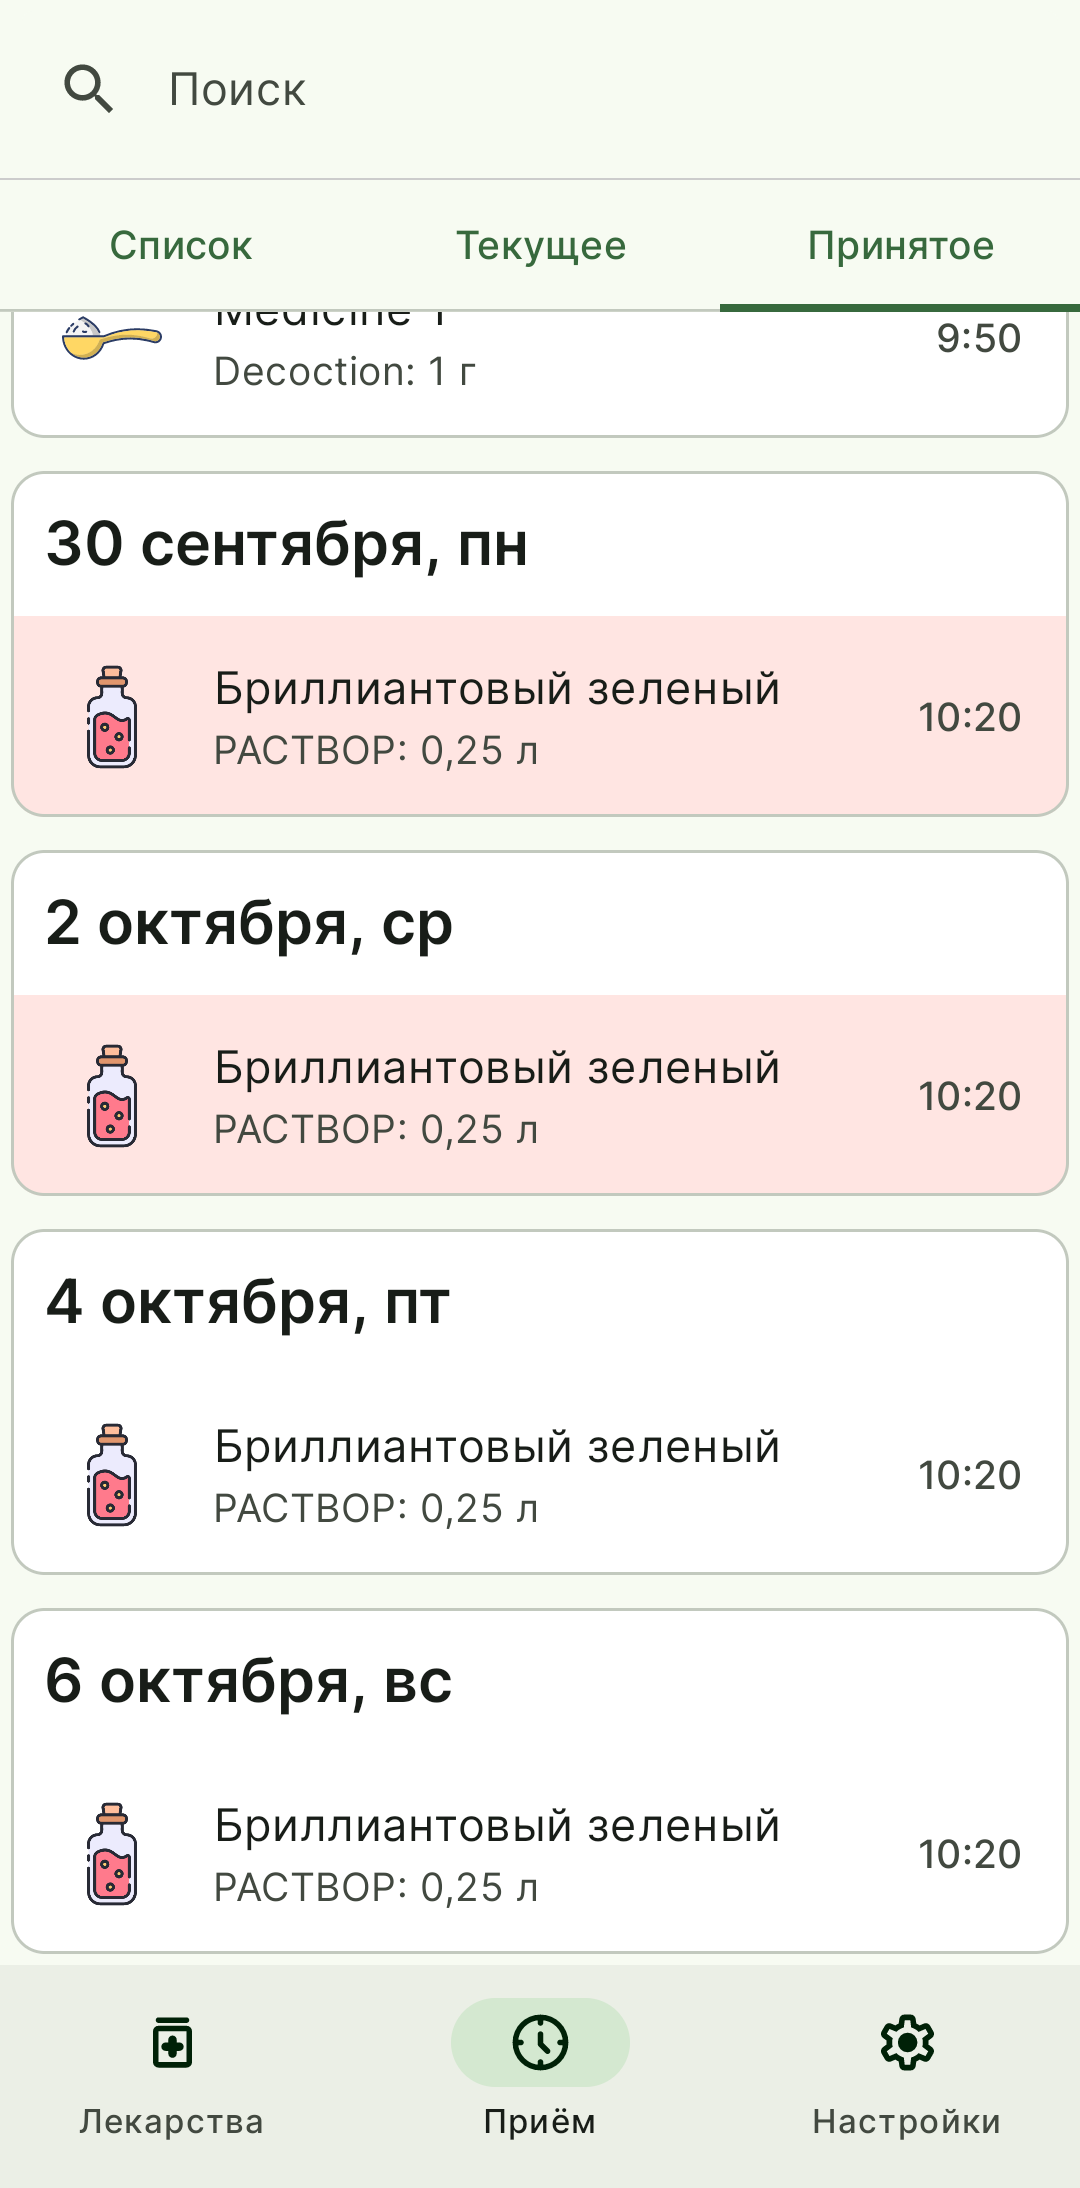 Поиск
Список
Текущее
Принятое
Medicine 1
Decoction: 1 г
9:50
30 сентября, пн
Бриллиантовый зеленый
РАСТВОР: 0,25 л
10:20
2 октября, ср
Бриллиантовый зеленый
РАСТВОР: 0,25 л
10:20
4 октября, пт
Бриллиантовый зеленый
РАСТВОР: 0,25 л
10:20
6 октября, вс
Бриллиантовый зеленый
РАСТВОР: 0,25 л
10:20
Лекарства
Приём
Настройки